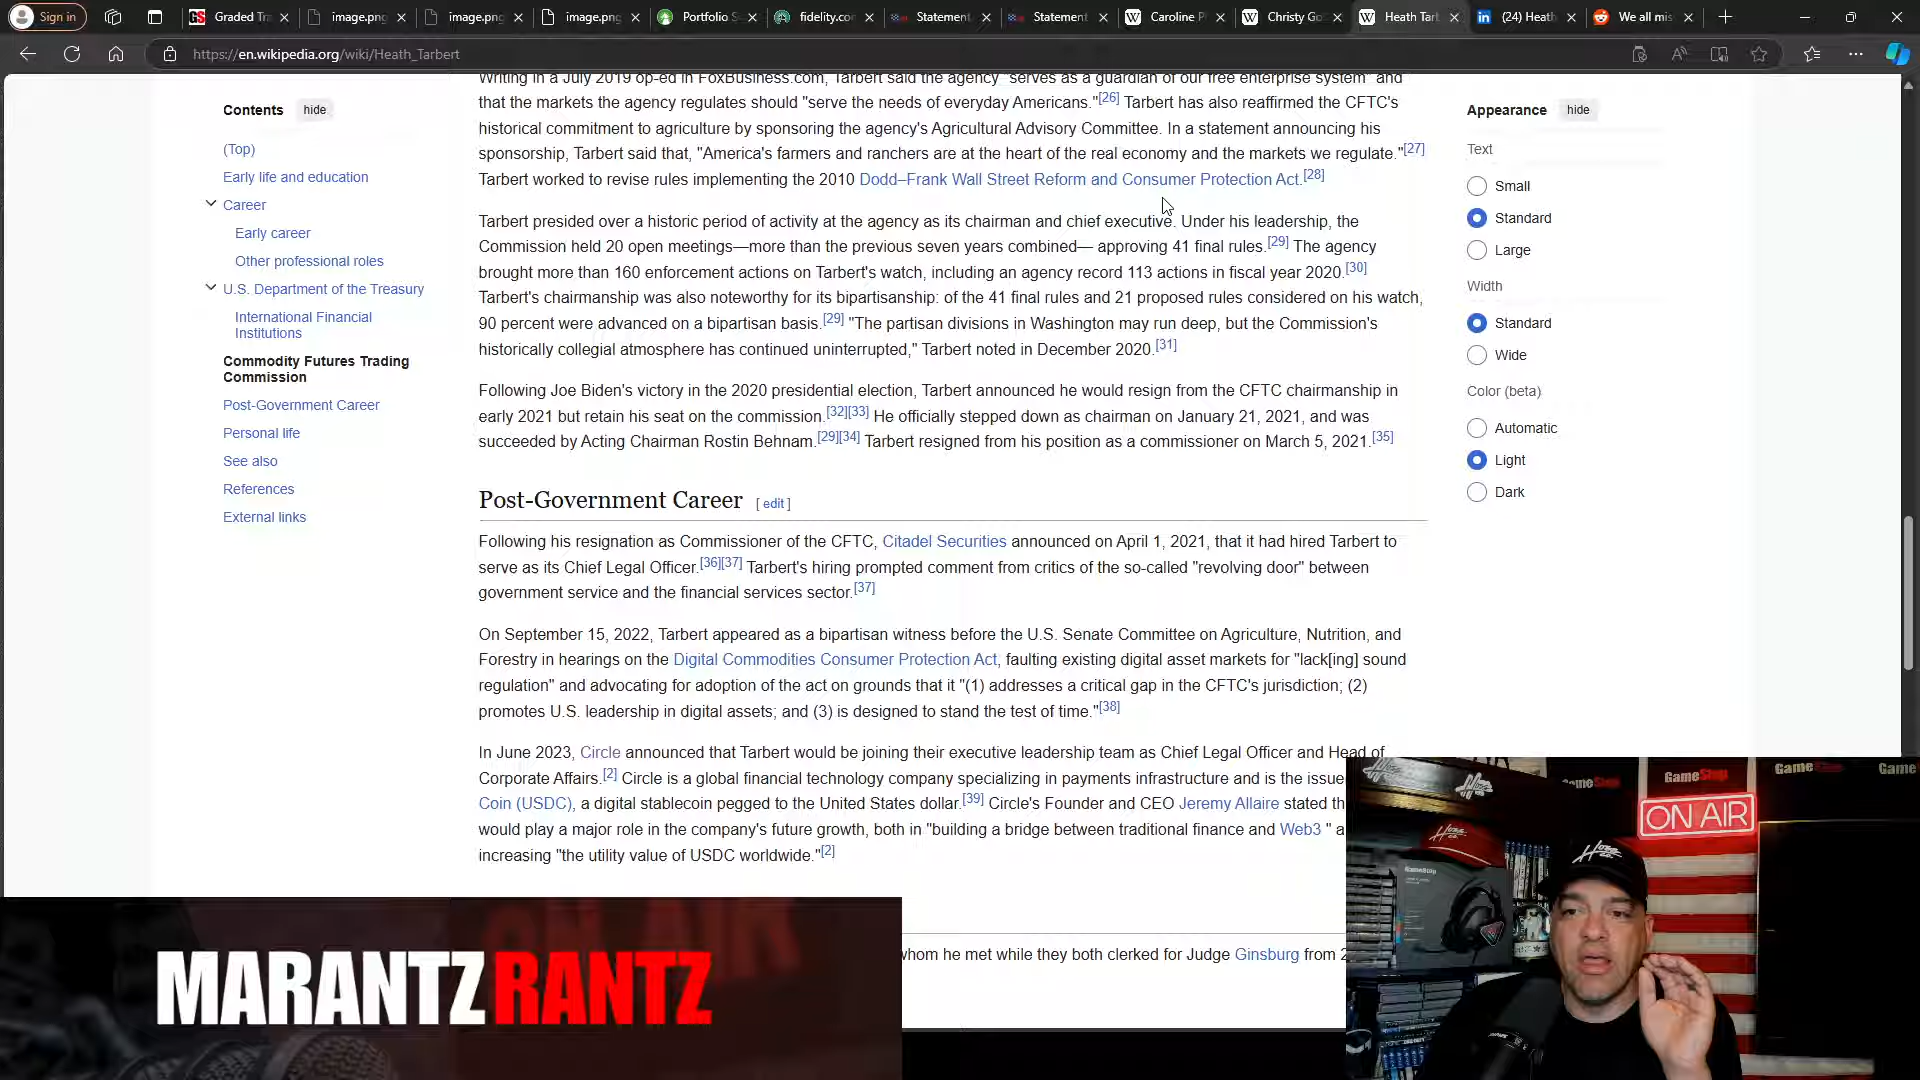 Sign in
Graded Tra
image.png
image.png
image.png
Portfolio S
fidelity.co
Statement
Statement
Caroline P
Christy Go
Heath Tarb
(24) Heath
We all mis
https://en.wikipedia.org/wiki/Heath_Tarbert
Contents hide
(Top)
Early life and education
Career
Early career
Other professional roles
U.S. Department of the Treasury
International Financial
Institutions
Commodity Futures Trading
Commission
Post-Government Career
Personal life
See also
References
External links
Writing in a July 2019 op-ed in FoxBusiness.com, Tarbert said the agency "serves as a guardian of our free enterprise system" and
that the markets the agency regulates should "serve the needs of everyday Americans."[26] Tarbert has also reaffirmed the CFTC's
historical commitment to agriculture by sponsoring the agency's Agricultural Advisory Committee. In a statement announcing his
sponsorship, Tarbert said that, "America's farmers and ranchers are at the heart of the real economy and the markets we regulate."[27]
Tarbert worked to revise rules implementing the 2010 Dodd–Frank Wall Street Reform and Consumer Protection Act.[28]
Tarbert presided over a historic period of activity at the agency as its chairman and chief executive. Under his leadership, the
Commission held 20 open meetings—more than the previous seven years combined— approving 41 final rules.[29] The agency
brought more than 160 enforcement actions on Tarbert's watch, including an agency record 113 actions in fiscal year 2020.[30]
Tarbert's chairmanship was also noteworthy for its bipartisanship: of the 41 final rules and 21 proposed rules considered on his watch,
90 percent were advanced on a bipartisan basis.[29] "The partisan divisions in Washington may run deep, but the Commission's
historically collegial atmosphere has continued uninterrupted," Tarbert noted in December 2020.[31]
Following Joe Biden's victory in the 2020 presidential election, Tarbert announced he would resign from the CFTC chairmanship in
early 2021 but retain his seat on the commission.[32][33] He officially stepped down as chairman on January 21, 2021, and was
succeeded by Acting Chairman Rostin Behnam.[29][34] Tarbert resigned from his position as a commissioner on March 5, 2021.[35]
Post-Government Career [ edit ]
Following his resignation as Commissioner of the CFTC, Citadel Securities announced on April 1, 2021, that it had hired Tarbert to
serve as its Chief Legal Officer.[36][37] Tarbert's hiring prompted comment from critics of the so-called "revolving door" between
government service and the financial services sector.[37]
On September 15, 2022, Tarbert appeared as a bipartisan witness before the U.S. Senate Committee on Agriculture, Nutrition, and
Forestry in hearings on the Digital Commodities Consumer Protection Act, faulting existing digital asset markets for "lack[ing] sound
regulation" and advocating for adoption of the act on grounds that it "(1) addresses a critical gap in the CFTC's jurisdiction; (2)
promotes U.S. leadership in digital assets; and (3) is designed to stand the test of time."[38]
In June 2023, Circle announced that Tarbert would be joining their executive leadership team as Chief Legal Officer and Head of
Corporate Affairs.[2] Circle is a global financial technology company specializing in payments infrastructure and is the issue
Coin (USDC), a digital stablecoin pegged to the United States dollar.[39] Circle's Founder and CEO Jeremy Allaire stated th
would play a major role in the company's future growth, both in "building a bridge between traditional finance and Web3 " a
increasing "the utility value of USDC worldwide."[2]
whom he met while they both clerked for Judge Ginsburg from 2
Appearance hide
Text
Small
Standard
Large
Width
Standard
Wide
Color (beta)
Automatic
Light
Dark
MARANTZ RANTZ
ON AIR
GameStop
GameStop